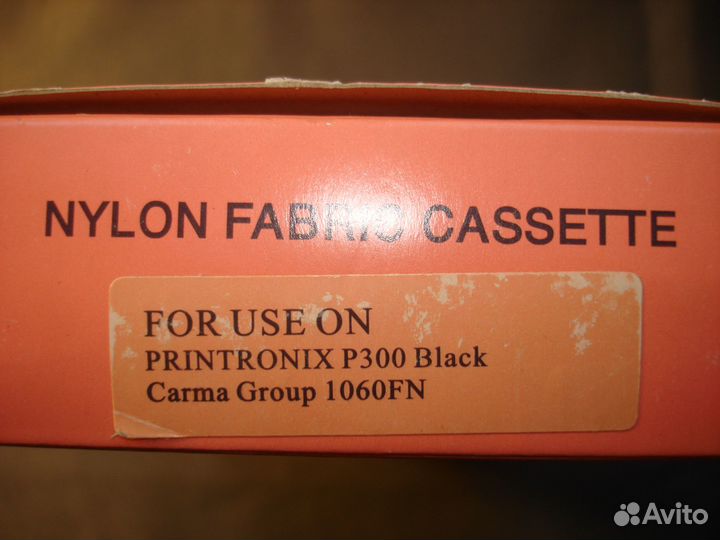 NYLON FABRIC CASSETTE
FOR USE ON
PRINTRONIX P300 Black
Carma Group 1060FN
Avito